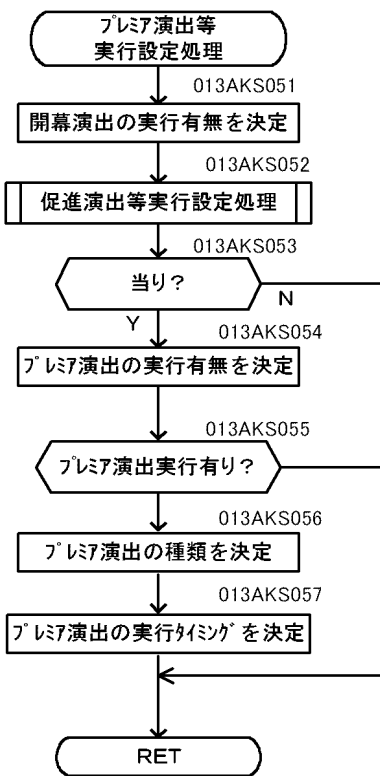 プレミア演出等
実行設定処理
013AKS051
開幕演出の実行有無を決定
013AKS052
促進演出等実行設定処理
013AKS053
当り？
N
Y
013AKS054
プレミア演出の実行有無を決定
013AKS055
プレミア演出実行有り？
013AKS056
プレミア演出の種類を決定
013AKS057
プレミア演出の実行タイミングを決定
RET